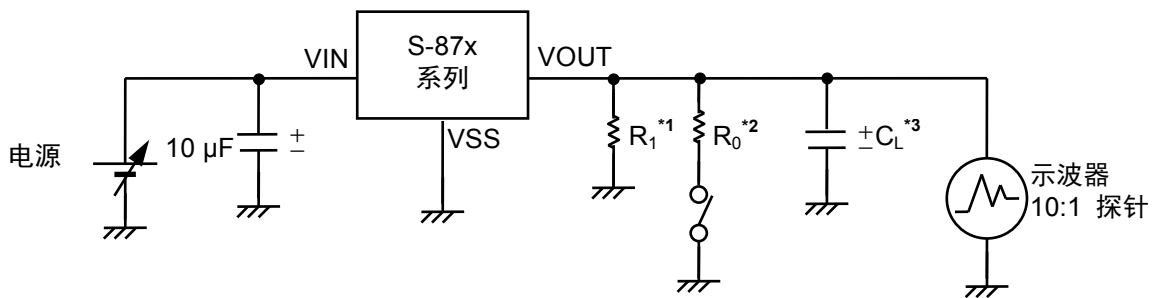 S-87x
系列
VIN
VOUT
VSS
电源
10 µF
+
−
R1*1
R0*2
+
−
CL*3
示波器
10:1 探针